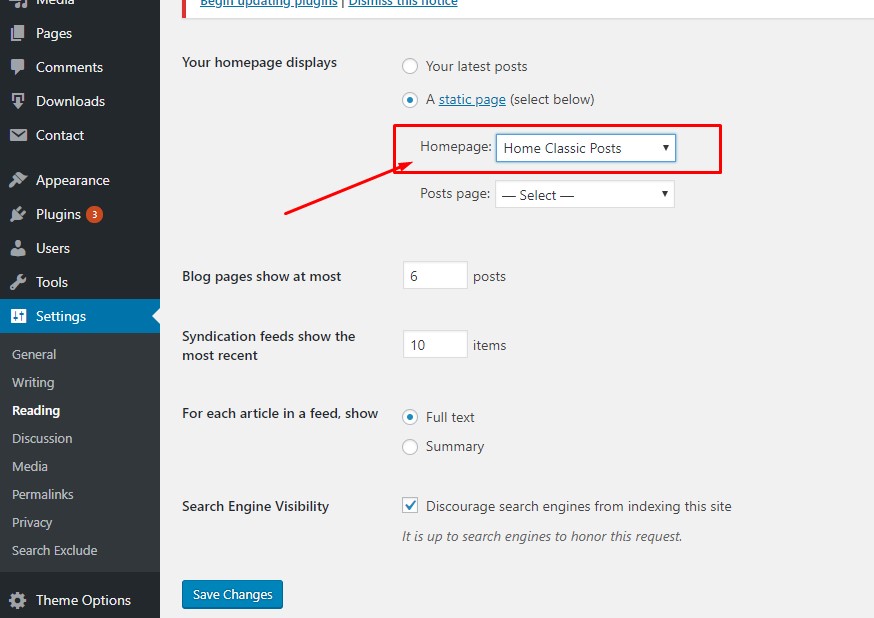 Media
Pages
Comments
Downloads
Contact
Appearance
Plugins 3
Users
Tools
Settings
General
Writing
Reading
Discussion
Media
Permalinks
Privacy
Search Exclude
Theme Options
Begin updating plugins | Dismiss this notice
Your homepage displays
Your latest posts
A static page (select below)
Homepage: Home Classic Posts
Posts page: — Select —
Blog pages show at most 6 posts
Syndication feeds show the
most recent
10 items
For each article in a feed, show
Full text
Summary
Search Engine Visibility
Discourage search engines from indexing this site
It is up to search engines to honor this request.
Save Changes